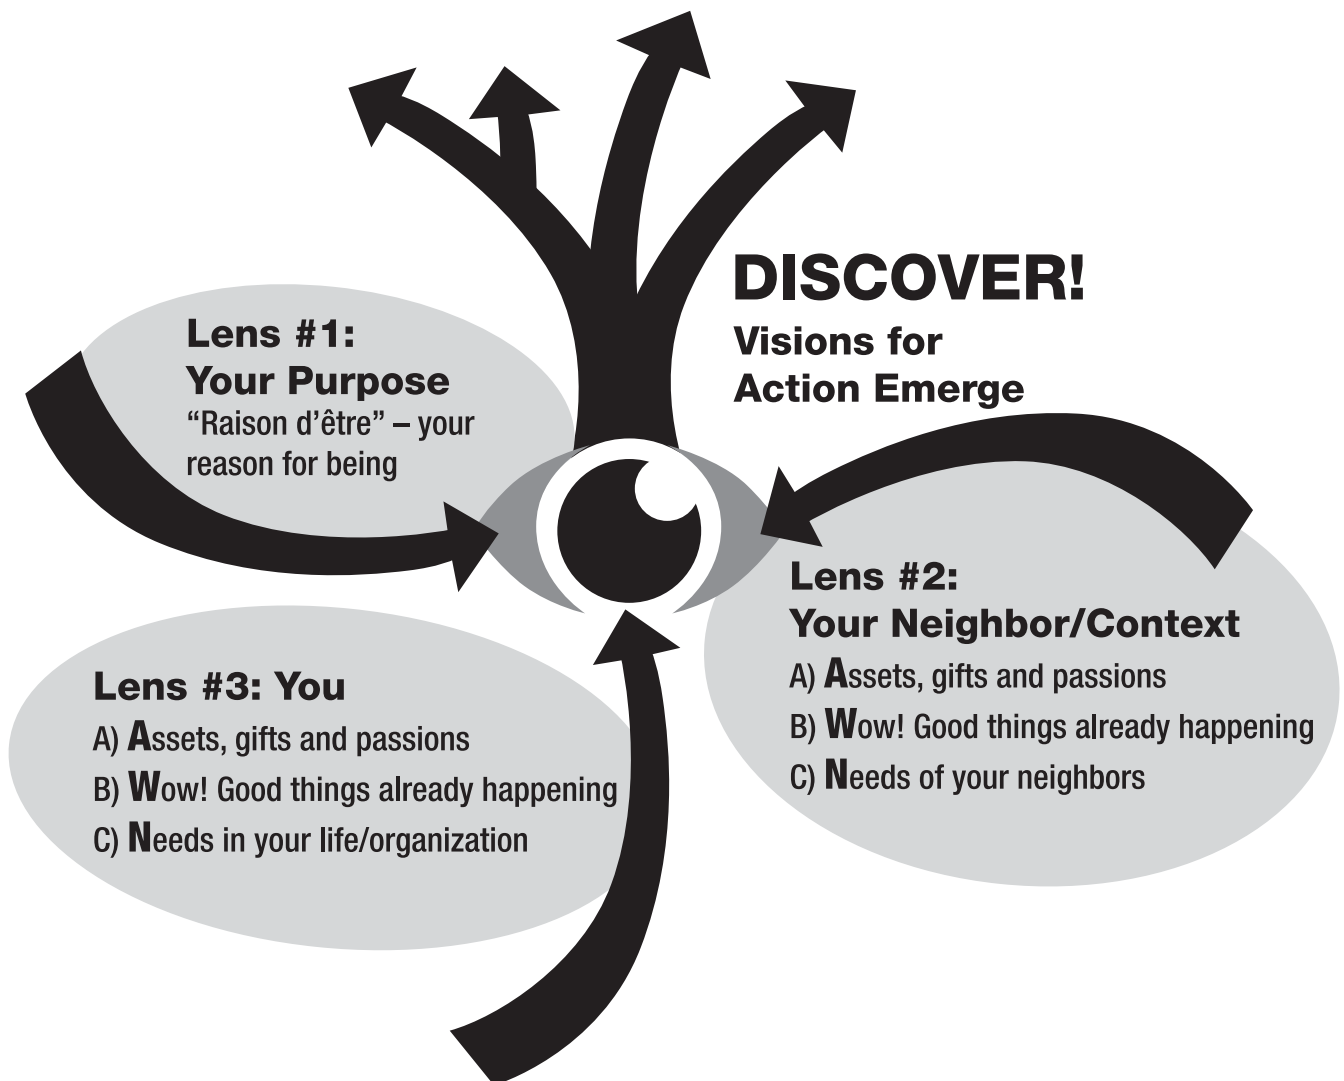 DISCOVER!
Visions for
Action Emerge
Lens #1:
Your Purpose
“Raison d’être” – your
reason for being
Lens #2:
Your Neighbor/Context
A) Assets, gifts and passions
B) Wow! Good things already happening
C) Needs of your neighbors
Lens #3: You
A) Assets, gifts and passions
B) Wow! Good things already happening
C) Needs in your life/organization